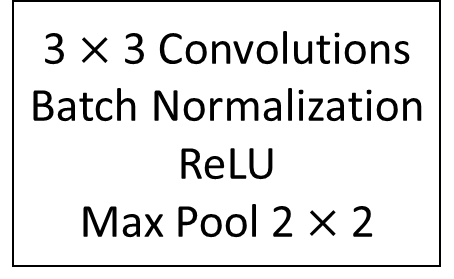 3 × 3 Convolutions
Batch Normalization
ReLU
Max Pool 2 × 2